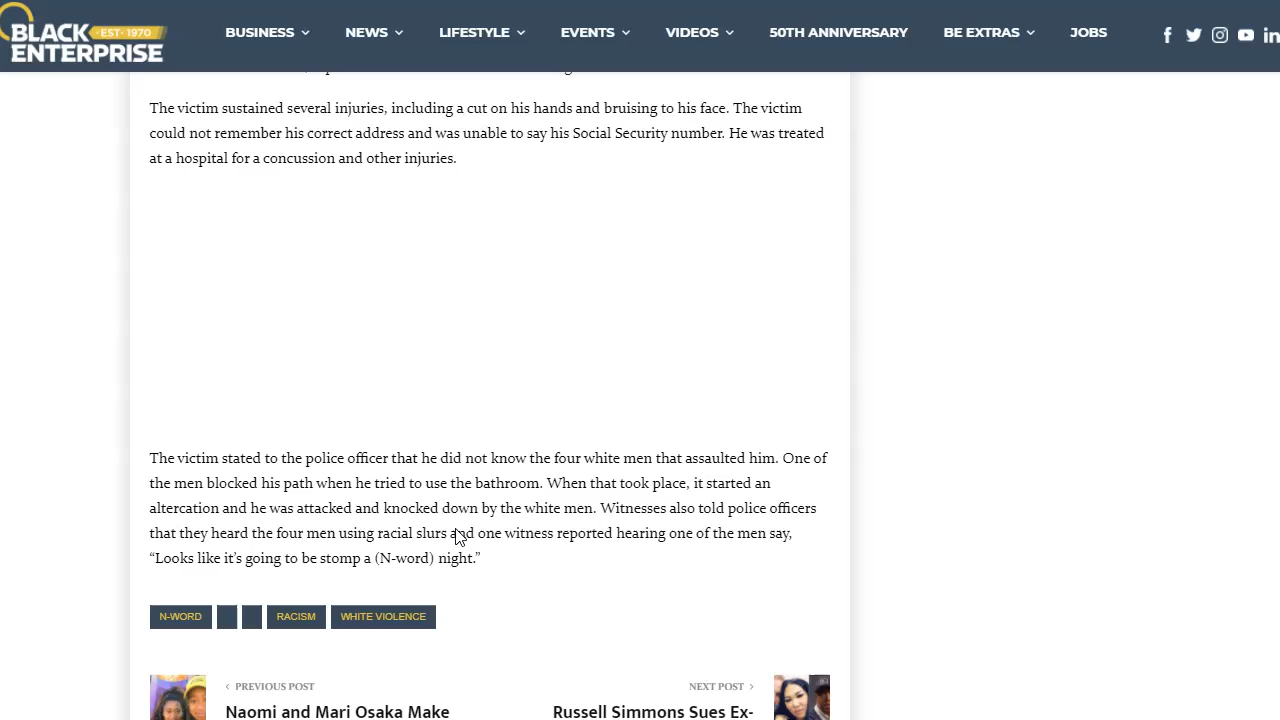 BLACK ·EST· 1970
ENTERPRISE
BUSINESS NEWS LIFESTYLE EVENTS VIDEOS 50TH ANNIVERSARY BE EXTRAS JOBS
The victim sustained several injuries, including a cut on his hands and bruising to his face. The victim
could not remember his correct address and was unable to say his Social Security number. He was treated
at a hospital for a concussion and other injuries.
The victim stated to the police officer that he did not know the four white men that assaulted him. One of
the men blocked his path when he tried to use the bathroom. When that took place, it started an
altercation and he was attacked and knocked down by the white men. Witnesses also told police officers
that they heard the four men using racial slurs and one witness reported hearing one of the men say,
“Looks like it’s going to be stomp a (N-word) night.”
N-WORD RACISM WHITE VIOLENCE
‹ PREVIOUS POST NEXT POST ›
Naomi and Mari Osaka Make Russell Simmons Sues Ex-